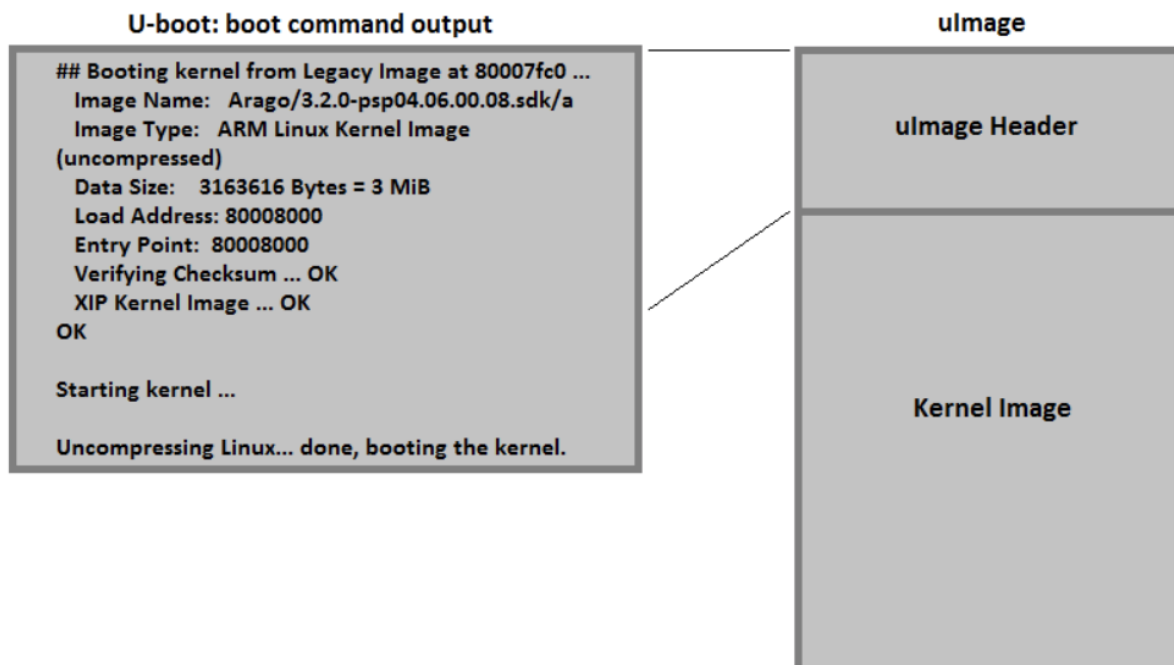 U-boot: boot command output
## Booting kernel from Legacy Image at 80007fc0 ...
Image Name: Arago/3.2.0-psp04.06.00.08.sdk/a
Image Type: ARM Linux Kernel Image
(uncompressed)
Data Size: 3163616 Bytes = 3 MiB
Load Address: 80008000
Entry Point: 80008000
Verifying Checksum ... OK
XIP Kernel Image ... OK
OK
Starting kernel ...
Uncompressing Linux... done, booting the kernel.
uImage
uImage Header
Kernel Image